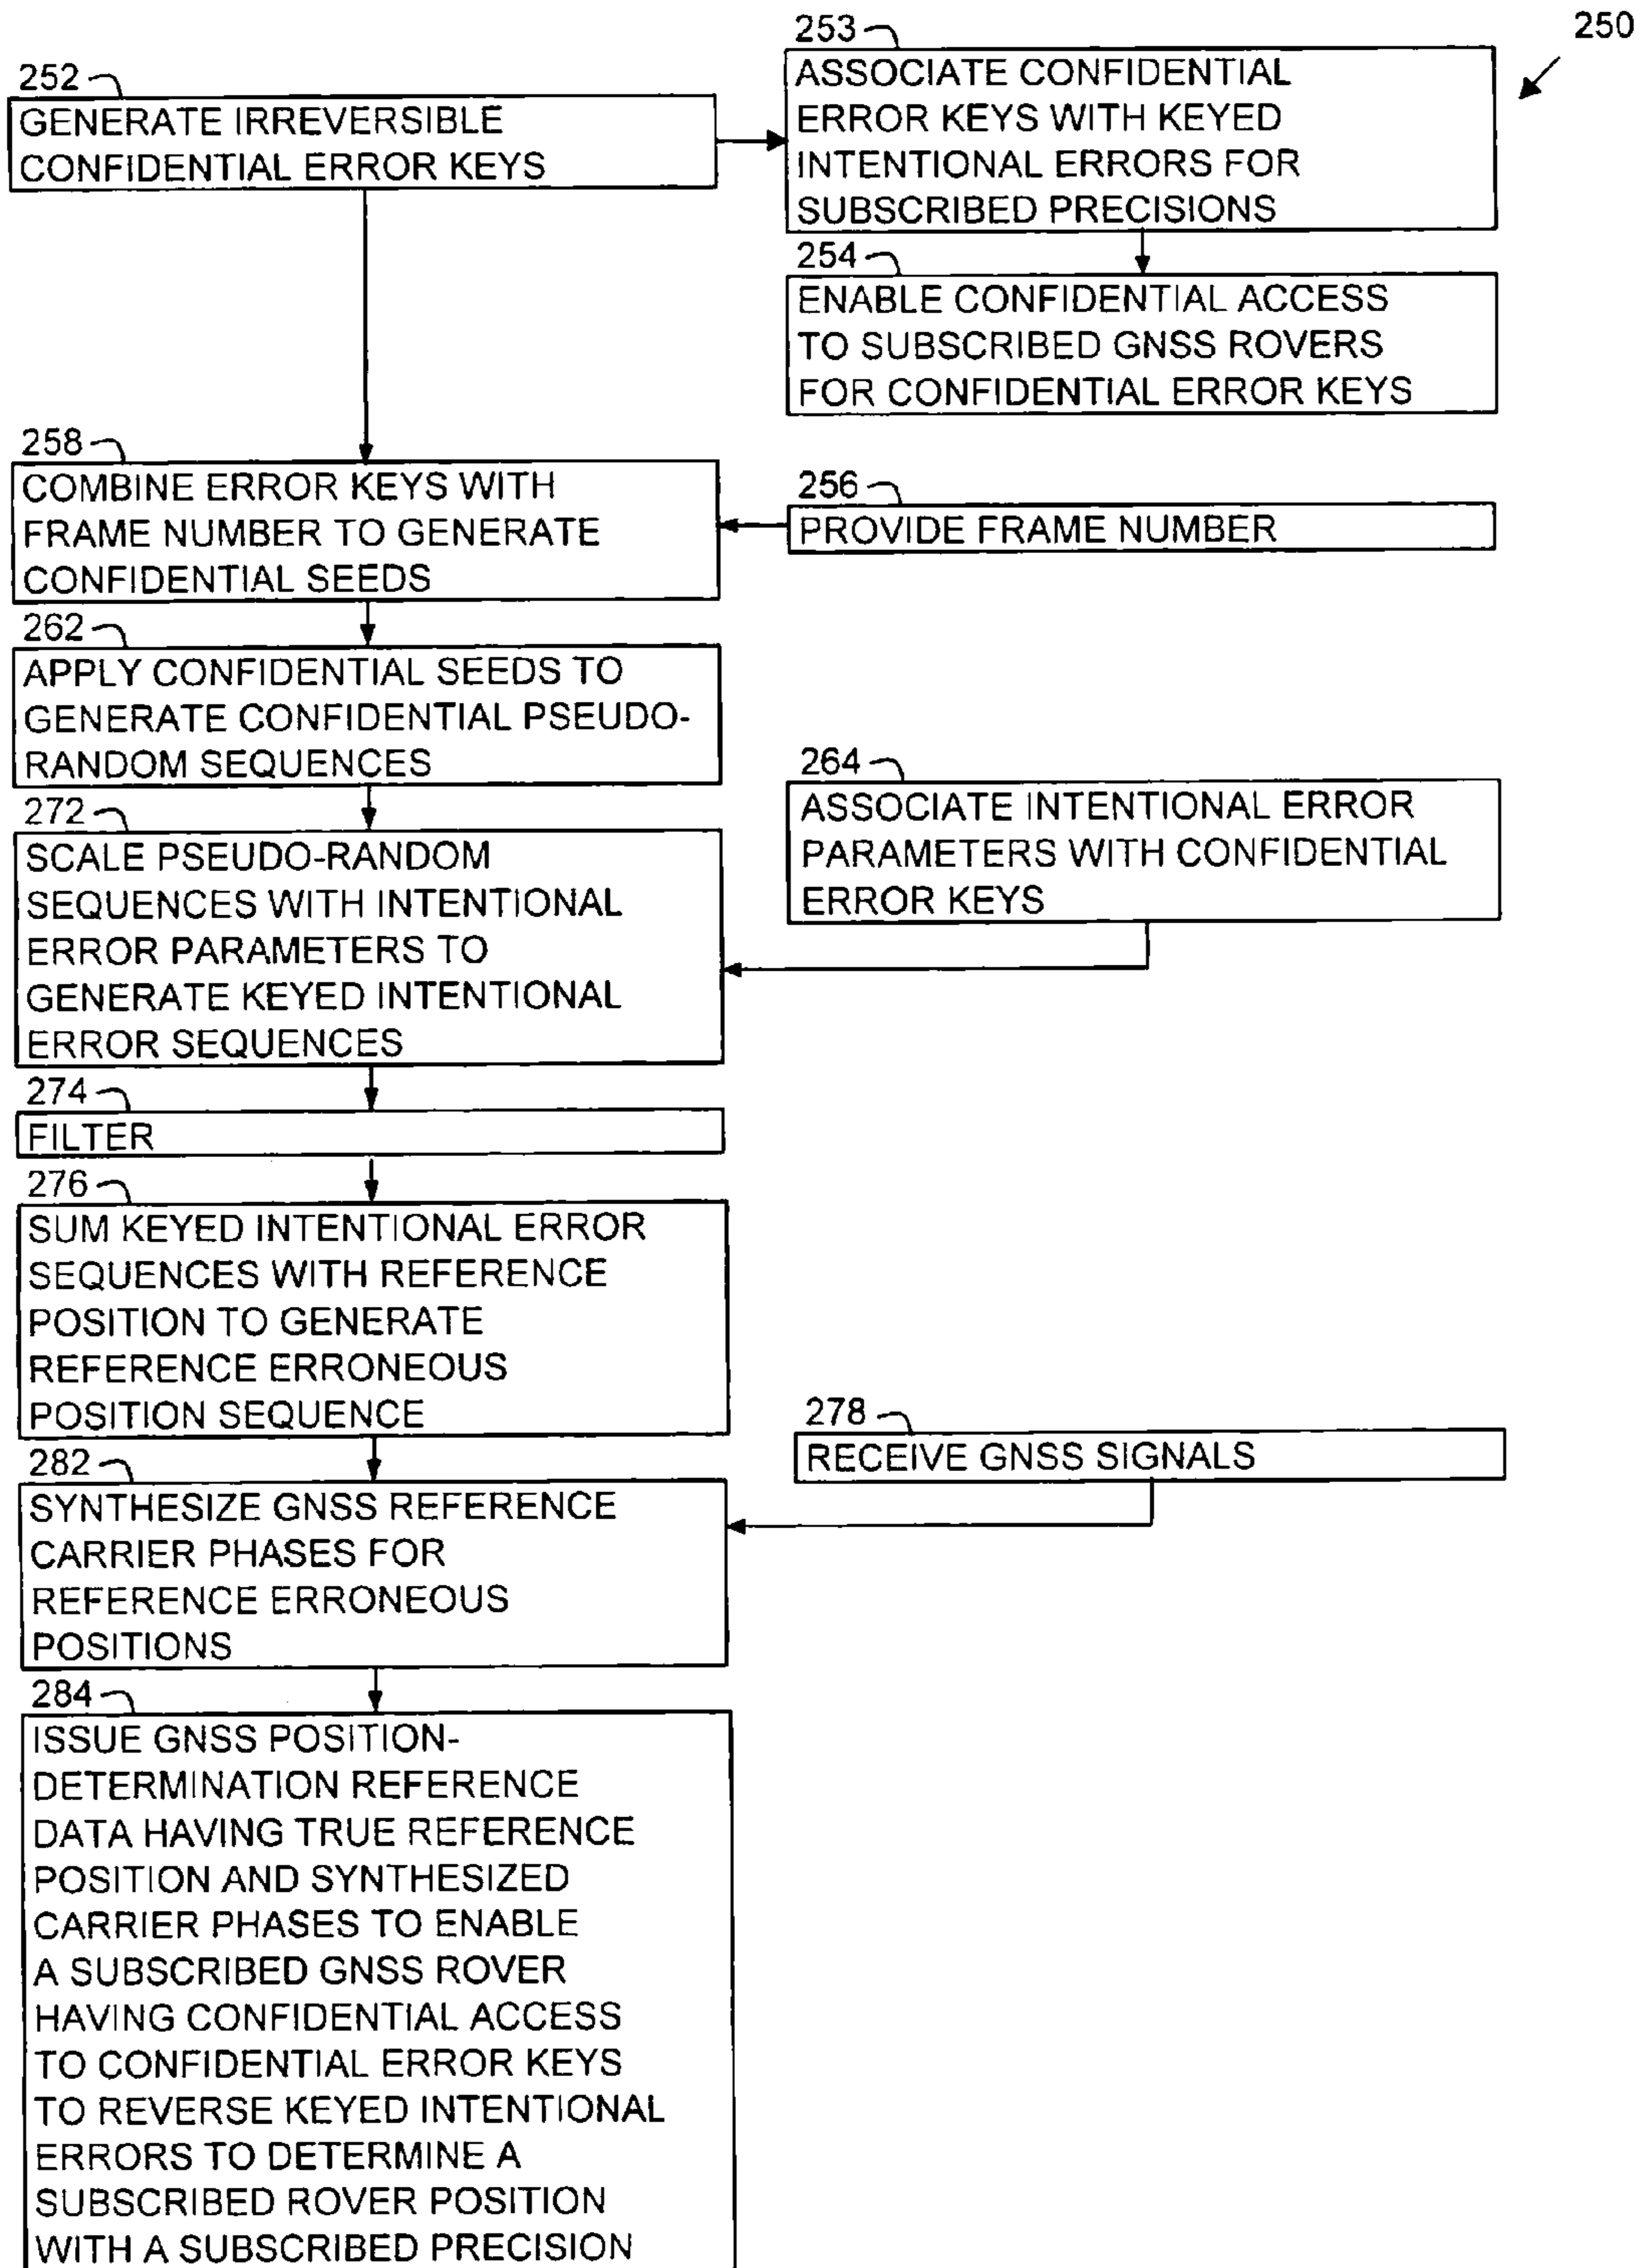 250
252
GENERATE IRREVERSIBLE
CONFIDENTIAL ERROR KEYS
253
ASSOCIATE CONFIDENTIAL
ERROR KEYS WITH KEYED
INTENTIONAL ERRORS FOR
SUBSCRIBED PRECISIONS
254
ENABLE CONFIDENTIAL ACCESS
TO SUBSCRIBED GNSS ROVERS
FOR CONFIDENTIAL ERROR KEYS
258
COMBINE ERROR KEYS WITH
FRAME NUMBER TO GENERATE
CONFIDENTIAL SEEDS
256
PROVIDE FRAME NUMBER
262
APPLY CONFIDENTIAL SEEDS TO
GENERATE CONFIDENTIAL PSEUDO-
RANDOM SEQUENCES
264
ASSOCIATE INTENTIONAL ERROR
PARAMETERS WITH CONFIDENTIAL
ERROR KEYS
272
SCALE PSEUDO-RANDOM
SEQUENCES WITH INTENTIONAL
ERROR PARAMETERS TO
GENERATE KEYED INTENTIONAL
ERROR SEQUENCES
274
FILTER
276
SUM KEYED INTENTIONAL ERROR
SEQUENCES WITH REFERENCE
POSITION TO GENERATE
REFERENCE ERRONEOUS
POSITION SEQUENCE
278
RECEIVE GNSS SIGNALS
282
SYNTHESIZE GNSS REFERENCE
CARRIER PHASES FOR
REFERENCE ERRONEOUS
POSITIONS
284
ISSUE GNSS POSITION-
DETERMINATION REFERENCE
DATA HAVING TRUE REFERENCE
POSITION AND SYNTHESIZED
CARRIER PHASES TO ENABLE
A SUBSCRIBED GNSS ROVER
HAVING CONFIDENTIAL ACCESS
TO CONFIDENTIAL ERROR KEYS
TO REVERSE KEYED INTENTIONAL
ERRORS TO DETERMINE A
SUBSCRIBED ROVER POSITION
WITH A SUBSCRIBED PRECISION